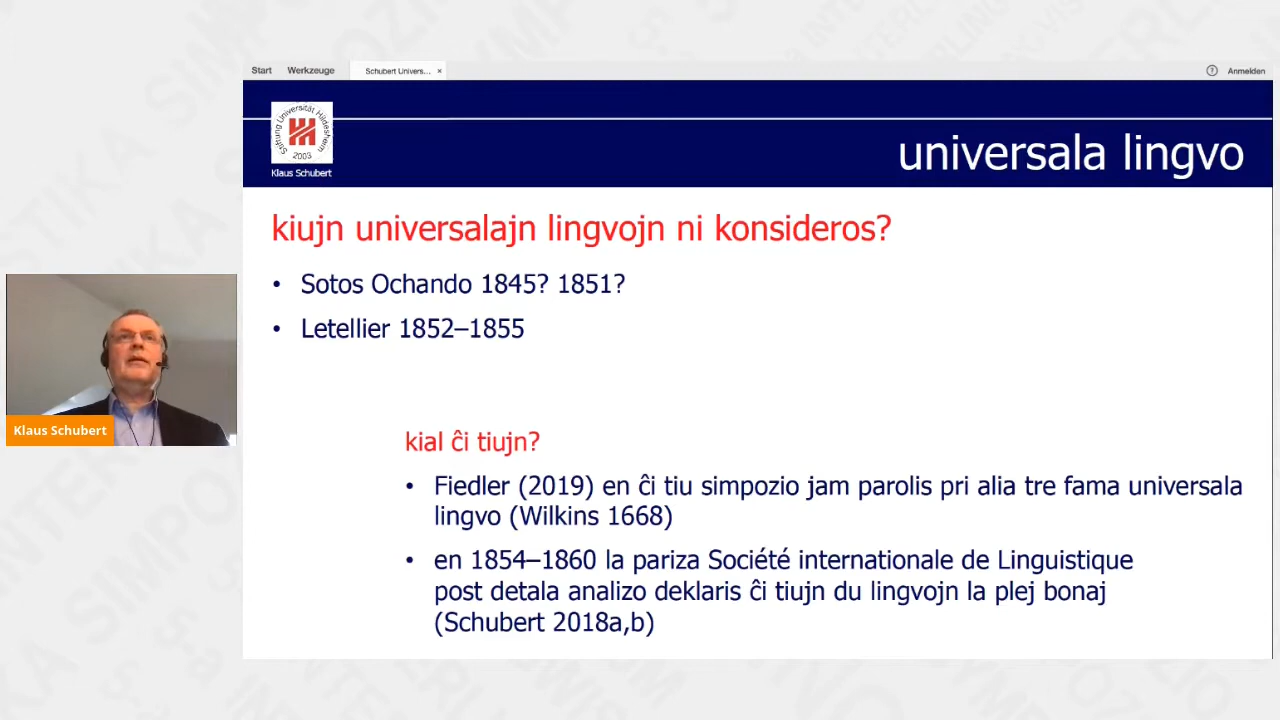 Start Werkzeuge Schubert Univers... × ? Anmelden
Stiftung Universität Hildesheim
2003
Klaus Schubert
universala lingvo
kiujn universalajn lingvojn ni konsideros?
• Sotos Ochando 1845? 1851?
• Letellier 1852–1855
Klaus Schubert
kial ĉi tiujn?
• Fiedler (2019) en ĉi tiu simpozio jam parolis pri alia tre fama universala
lingvo (Wilkins 1668)
• en 1854–1860 la pariza Société internationale de Linguistique
post detala analizo deklaris ĉi tiujn du lingvojn la plej bonaj
(Schubert 2018a,b)